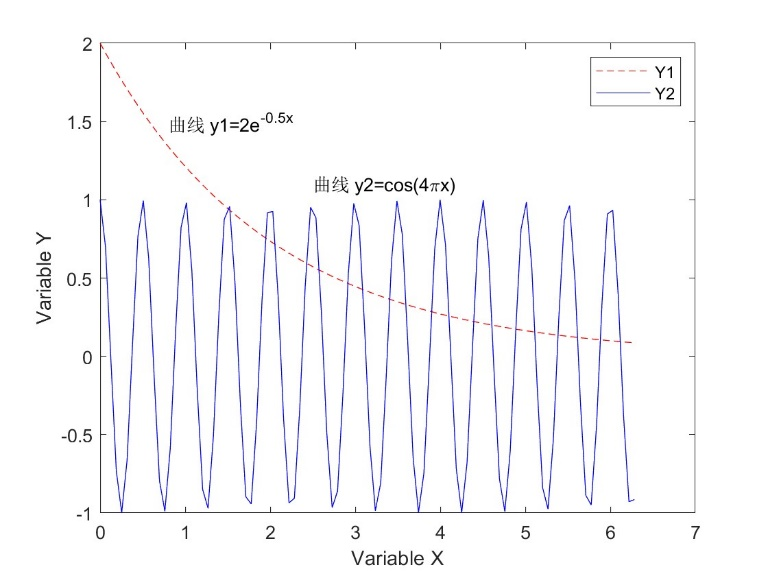 2
1.5
1
0.5
0
-0.5
-1
0 1 2 3 4 5 6 7
Variable Y
Variable X
曲线 y1=2e^-0.5x
曲线 y2=cos(4πx)
Y1
Y2